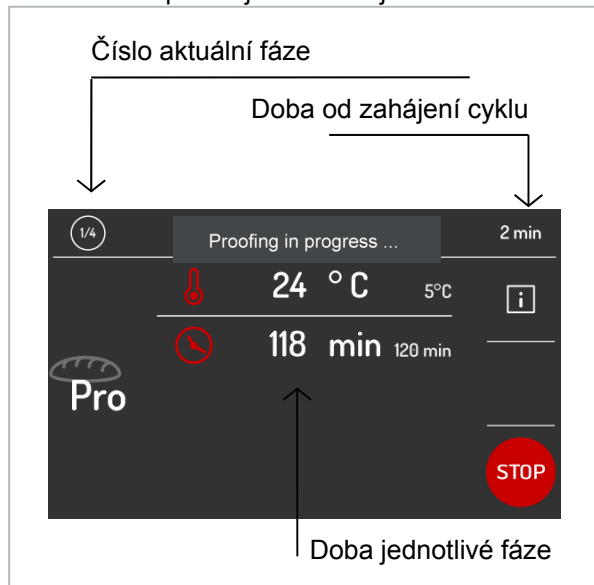 Číslo aktuální fáze
Doba od zahájení cyklu
1/4
Proofing in progress ...
2 min
24 °C 5°C
i
118 min 120 min
Pro
STOP
Doba jednotlivé fáze